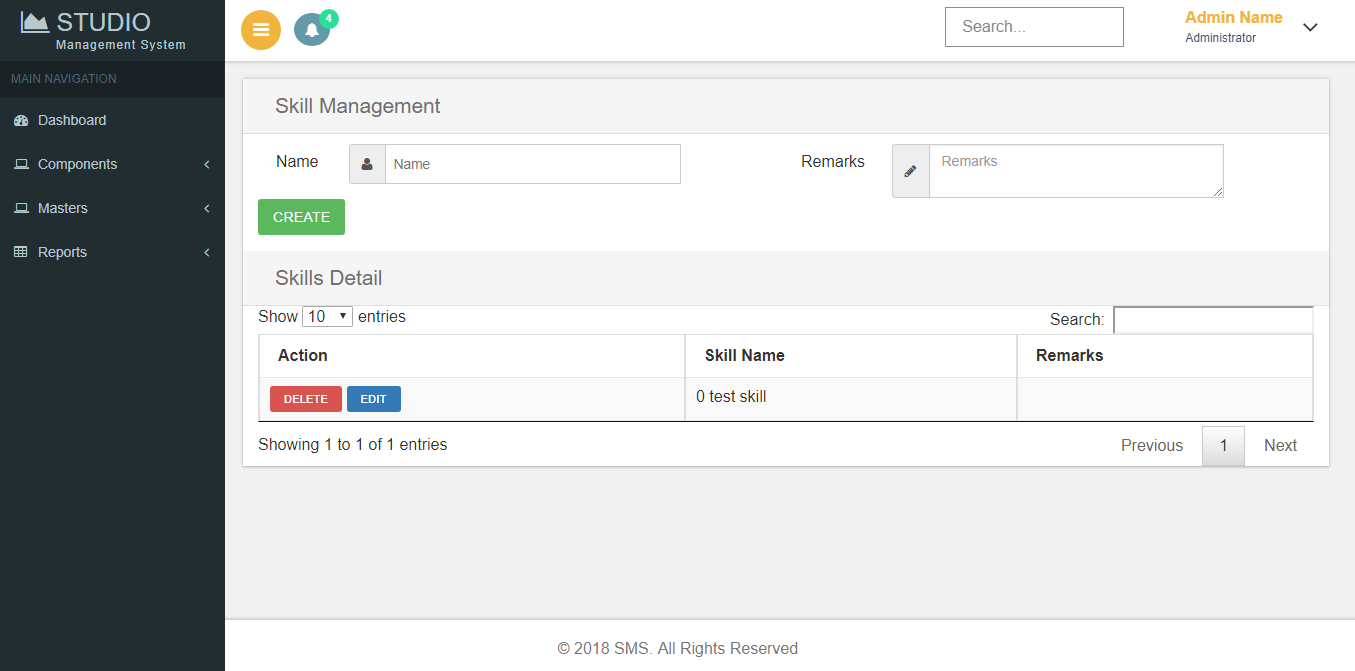 STUDIO
Management System
MAIN NAVIGATION
Dashboard
Components
Masters
Reports
4
Search...
Admin Name
Administrator
Skill Management
Name
Name
Remarks
Remarks
CREATE
Skills Detail
Show 10 entries
Search:
Action Skill Name Remarks
DELETE EDIT 0 test skill
Showing 1 to 1 of 1 entries
Previous 1 Next
© 2018 SMS. All Rights Reserved